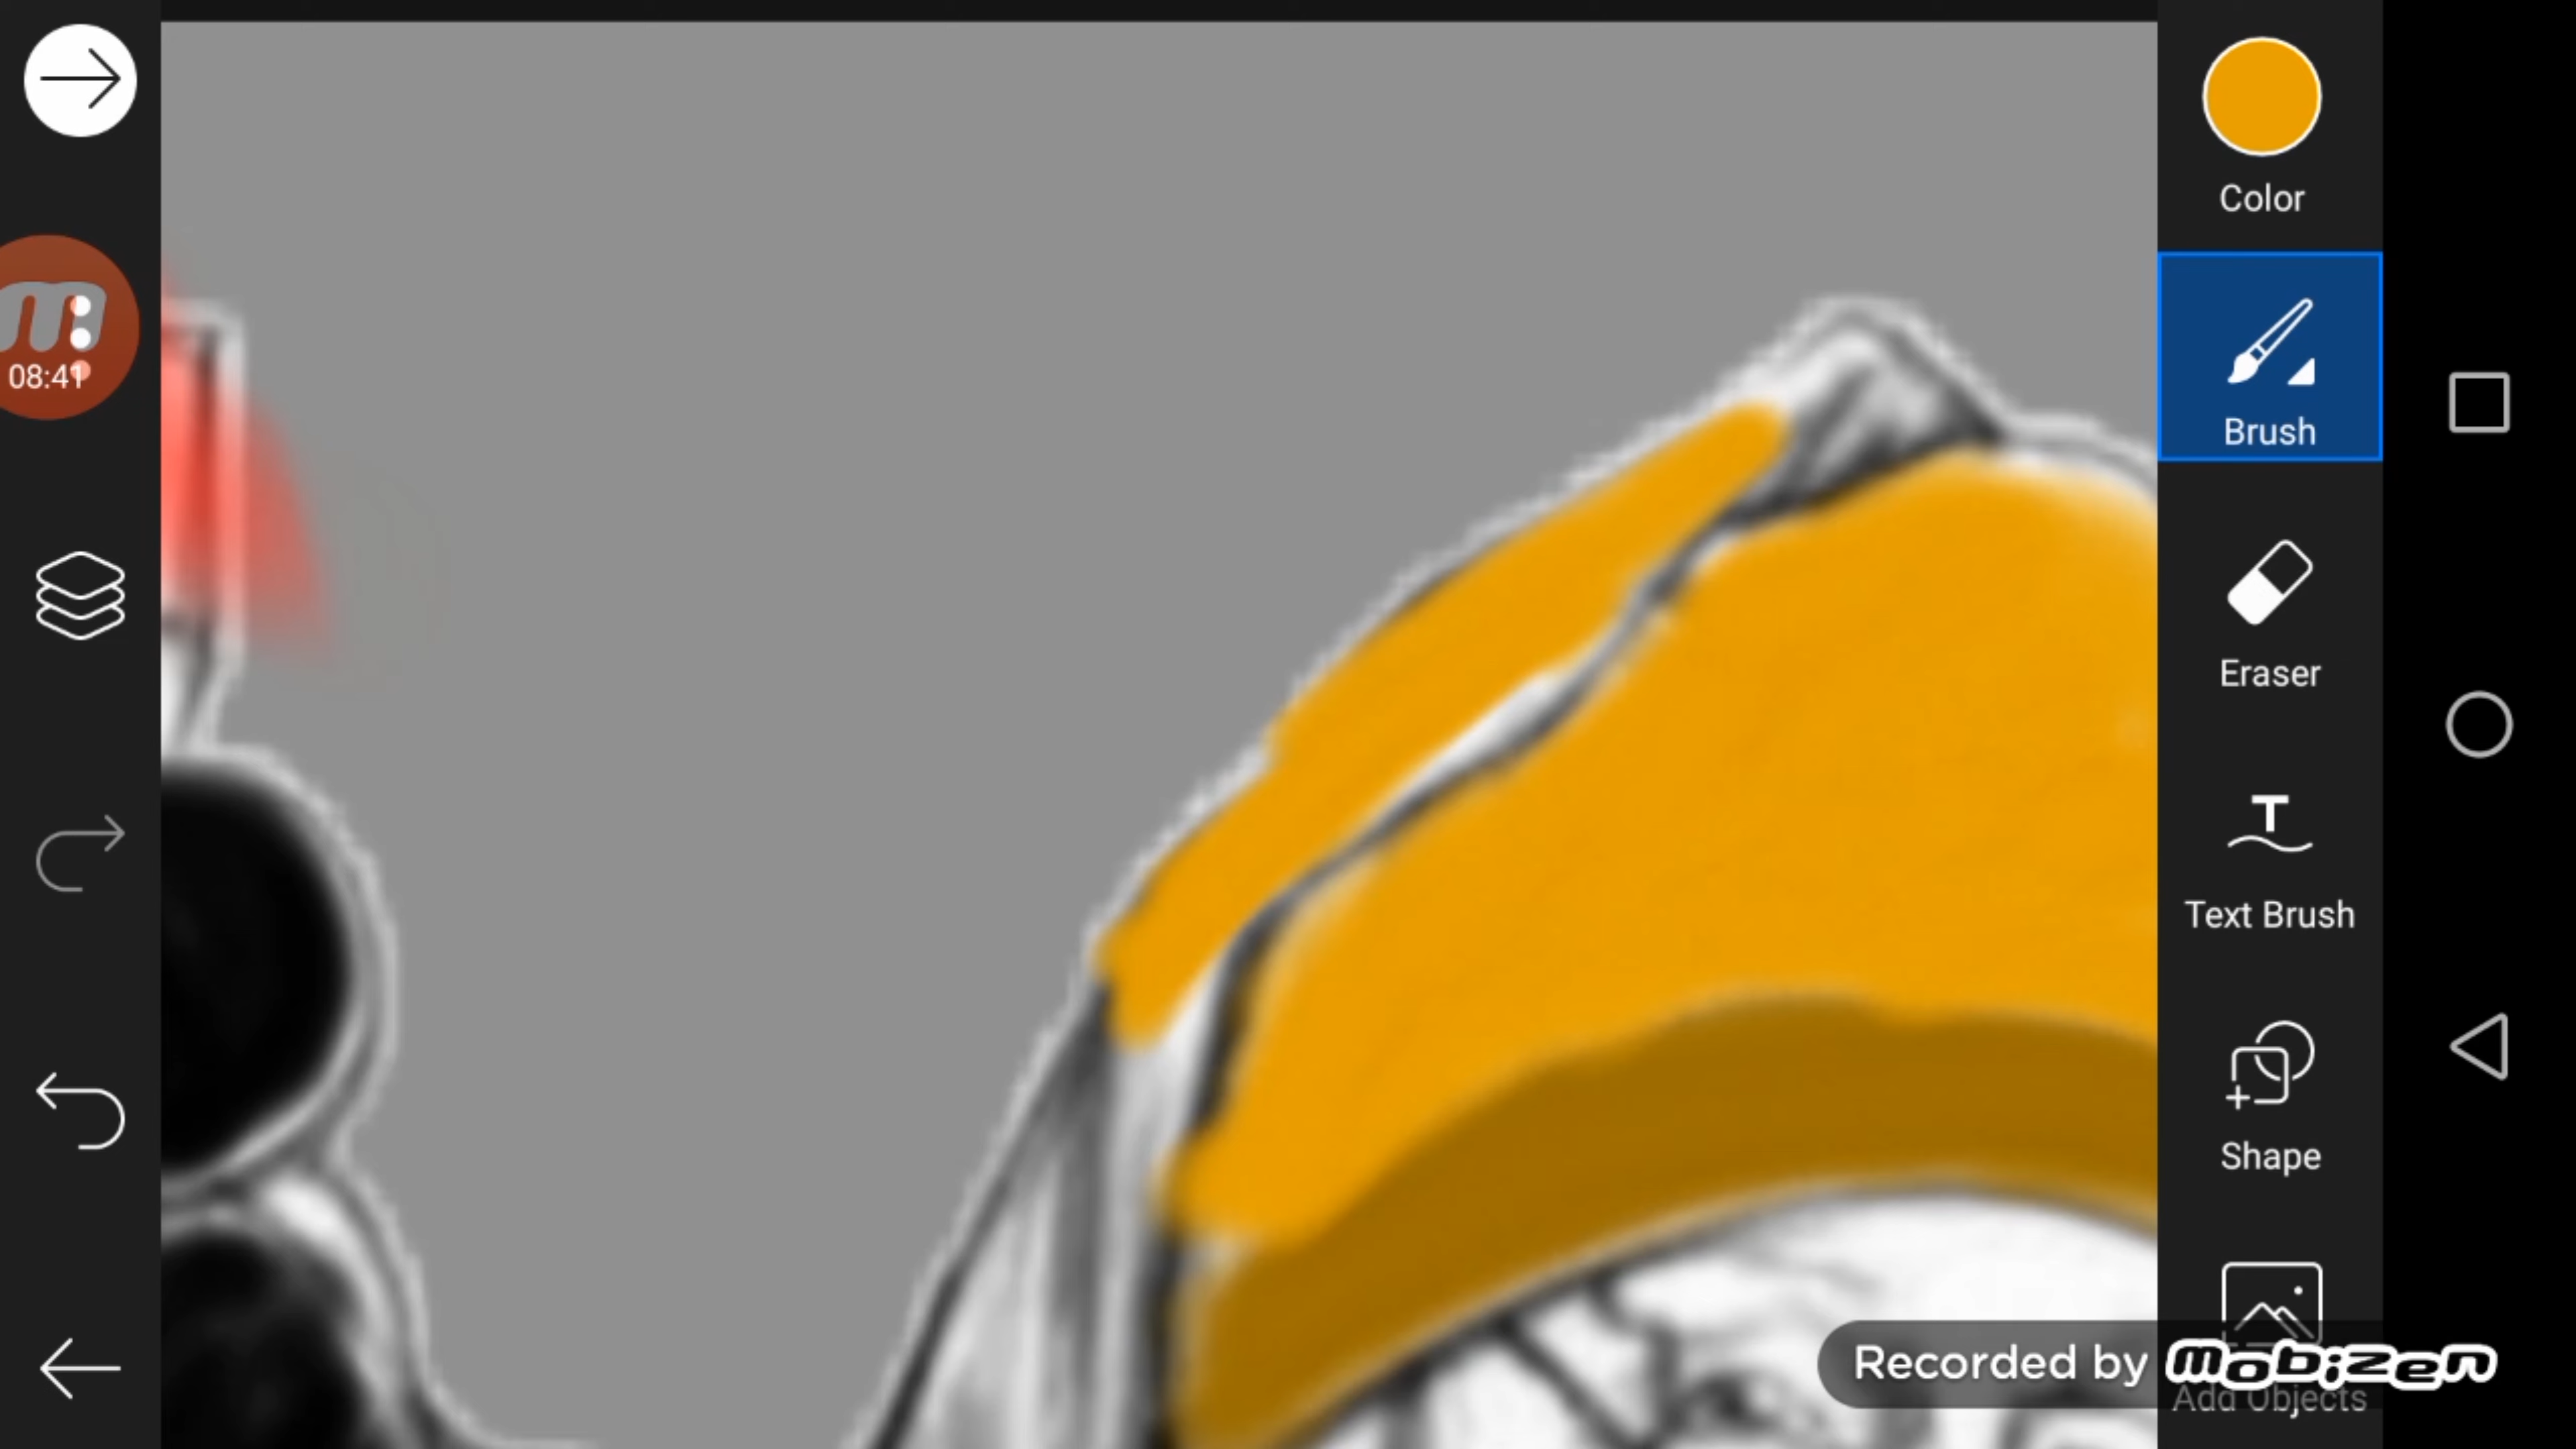 Color
m
08:41
Brush
Eraser
Text Brush
Shape
Recorded by mobizen
Add Objects